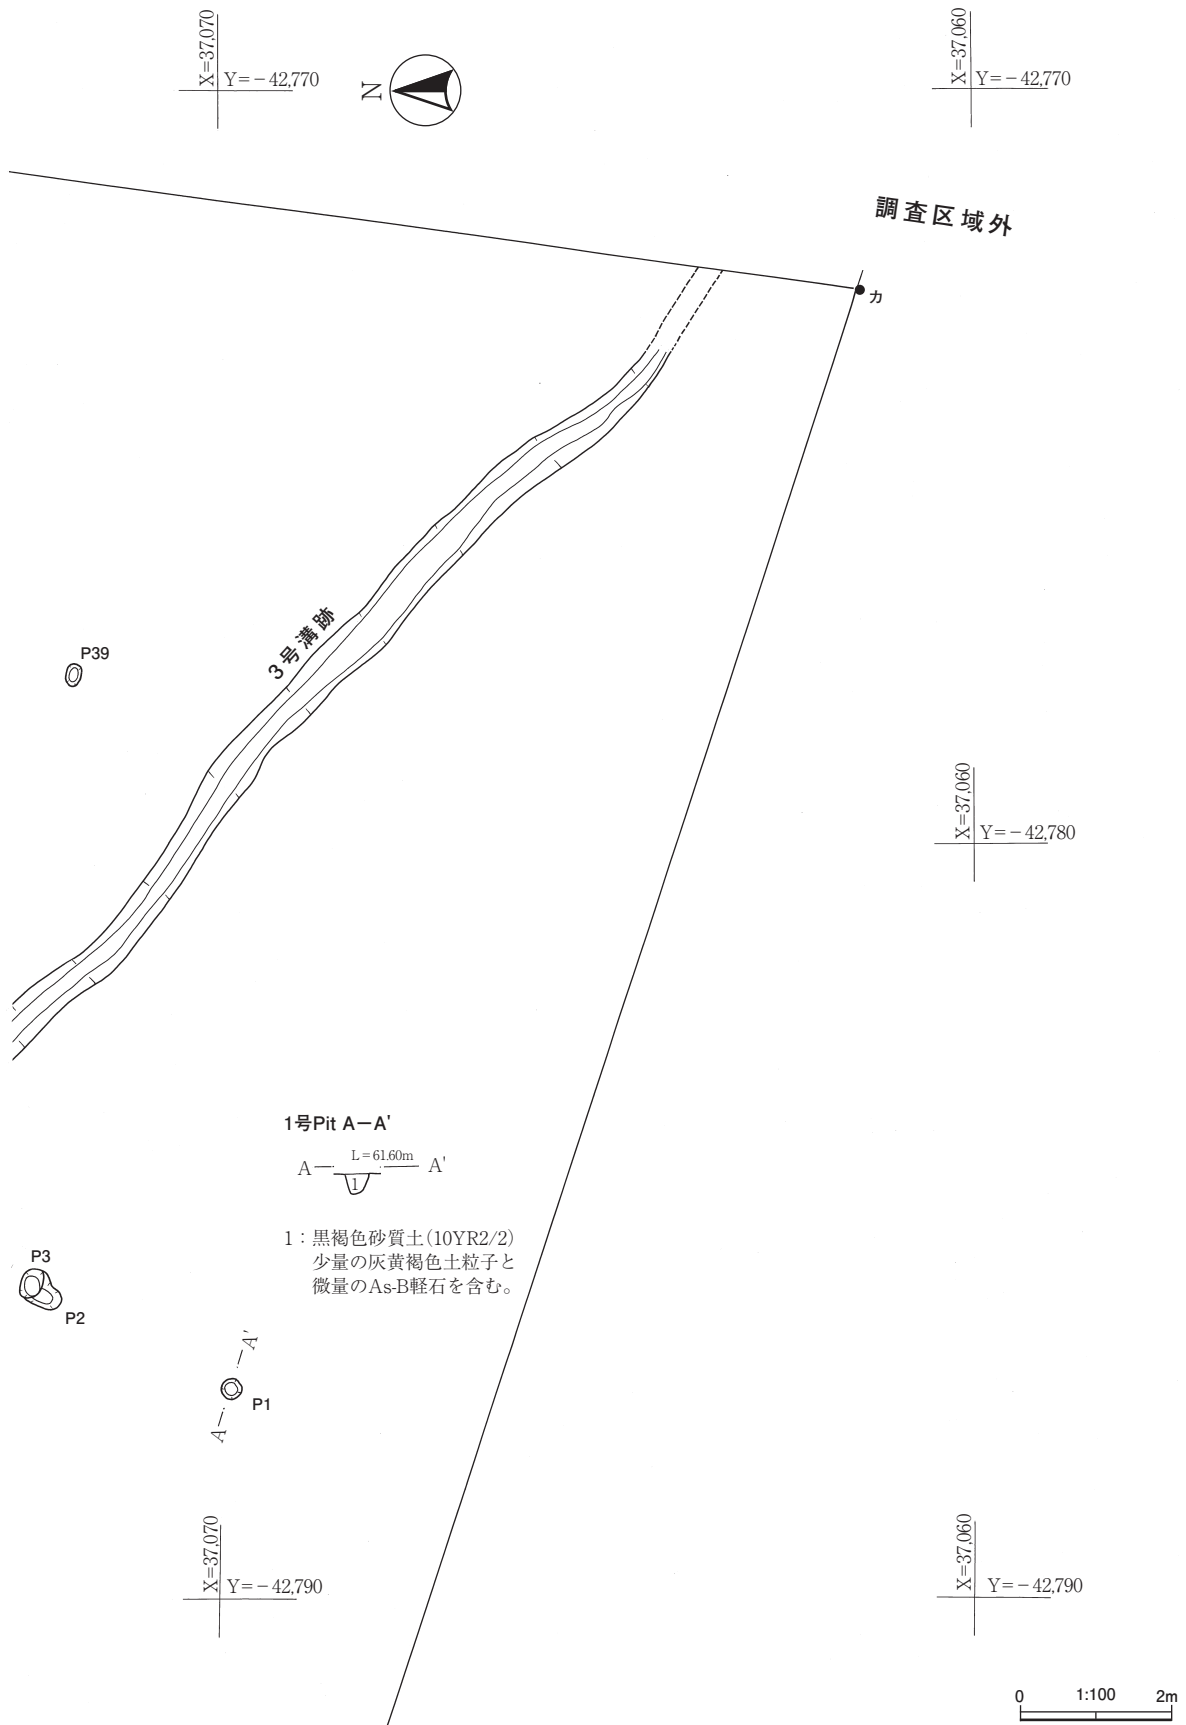 X=37,070
Y=－42,770
N
X=37,060
Y=－42,770
調査区域外
カ
3号溝跡
P39
X=37,060
Y=－42,780
1号Pit A－A'
A
L=61.60m
A'
1
1：黒褐色砂質土(10YR2/2)
少量の灰黄褐色土粒子と
微量のAs-B軽石を含む。
P3
P2
A'
P1
A
X=37,070
Y=－42,790
X=37,060
Y=－42,790
0 1:100 2m